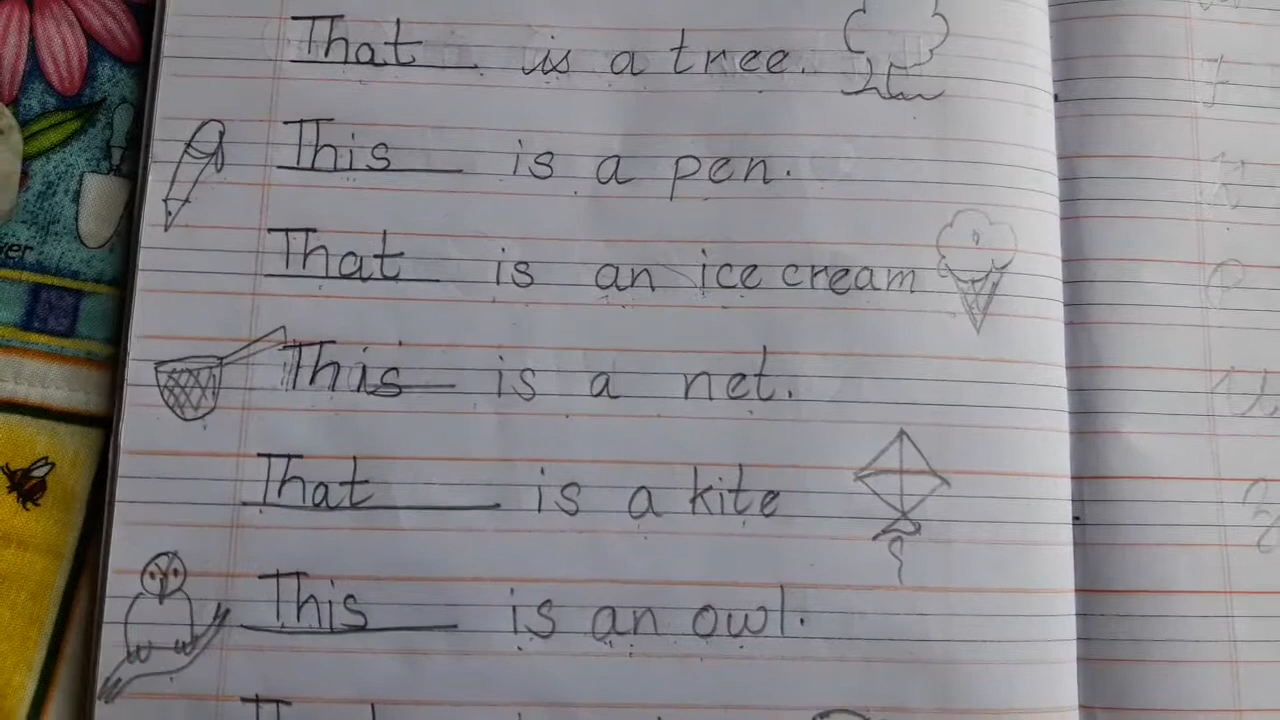 That is a tree.
This is a pen.
That is an ice cream
This is a net.
That is a kite
This is an owl.